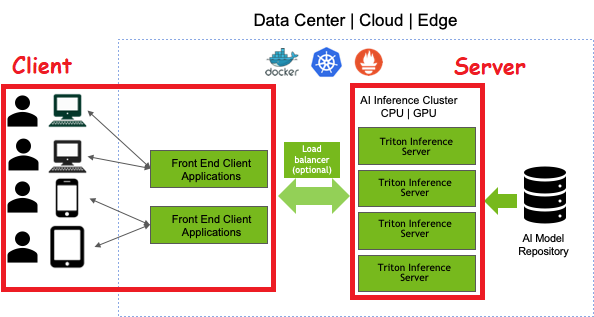 Data Center | Cloud | Edge
Client
docker
Server
AI Inference Cluster
CPU | GPU
Front End Client
Applications
Front End Client
Applications
Load
balancer
(optional)
Triton Inference
Server
Triton Inference
Server
Triton Inference
Server
Triton Inference
Server
AI Model
Repository